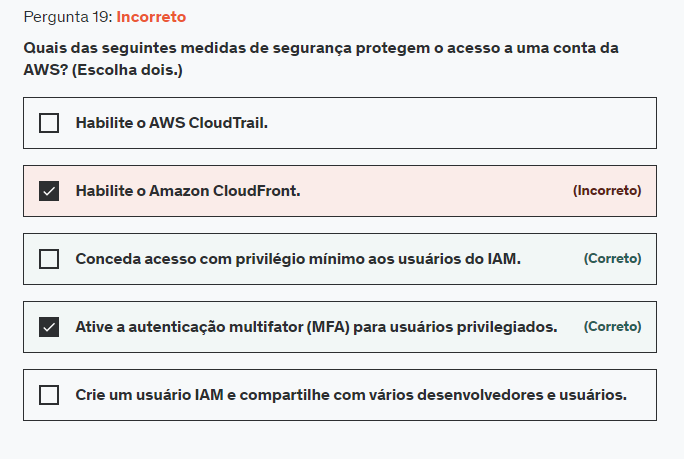 Pergunta 19: Incorreto
Quais das seguintes medidas de segurança protegem o acesso a uma conta da
AWS? (Escolha dois.)
Habilite o AWS CloudTrail.
Habilite o Amazon CloudFront. (Incorreto)
Conceda acesso com privilégio mínimo aos usuários do IAM. (Correto)
Ative a autenticação multifator (MFA) para usuários privilegiados. (Correto)
Crie um usuário IAM e compartilhe com vários desenvolvedores e usuários.